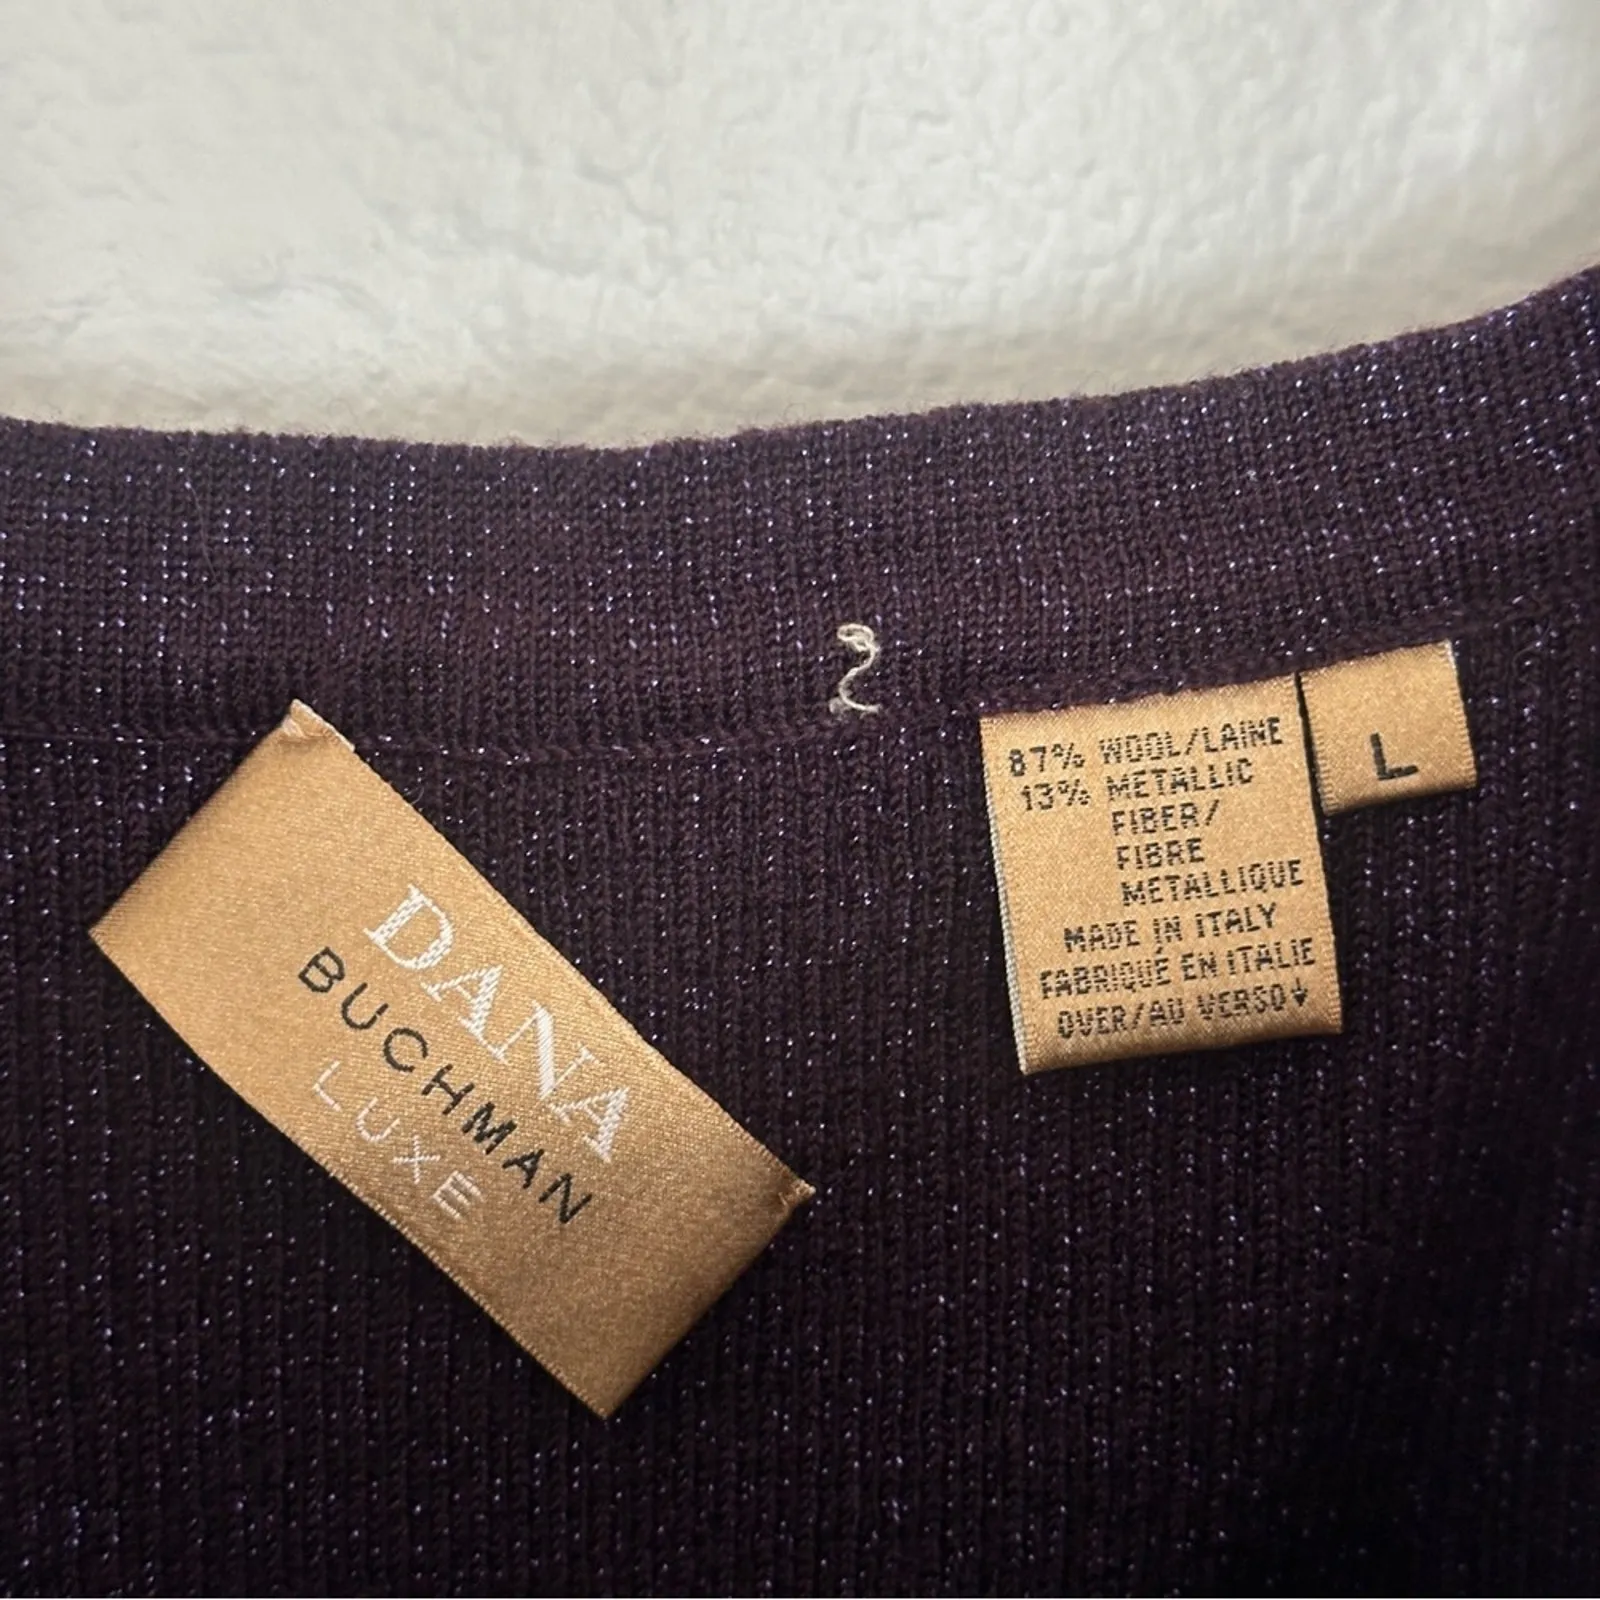 DANA
BUCHMAN
LUXE
87% WOOL/LAINE
13% METALLIC
FIBER/
FIBRE
METALLIQUE
MADE IN ITALY
FABRIQUÉ EN ITALIE
OVER/AU VERSO↓
L